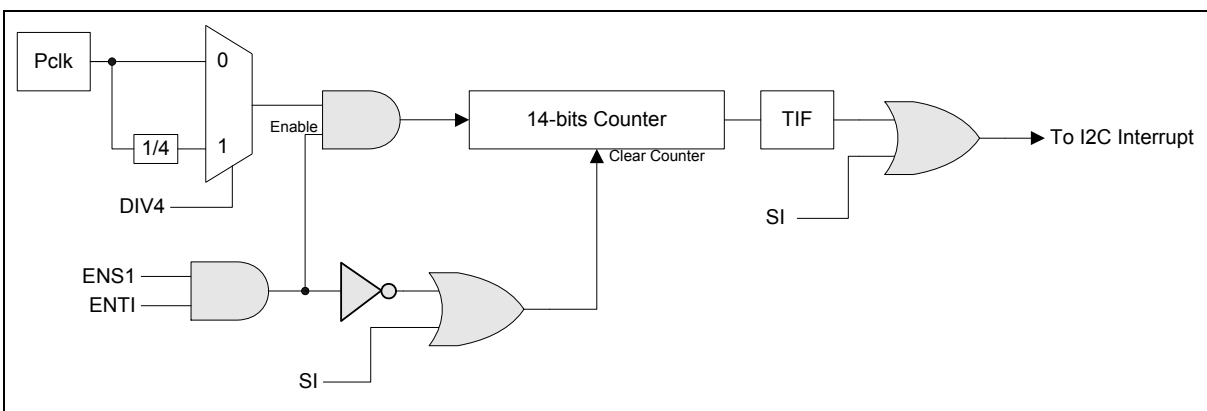 Pclk
0
1/4
1
DIV4
Enable
14-bits Counter
Clear Counter
TIF
To I2C Interrupt
SI
ENS1
ENTI
SI